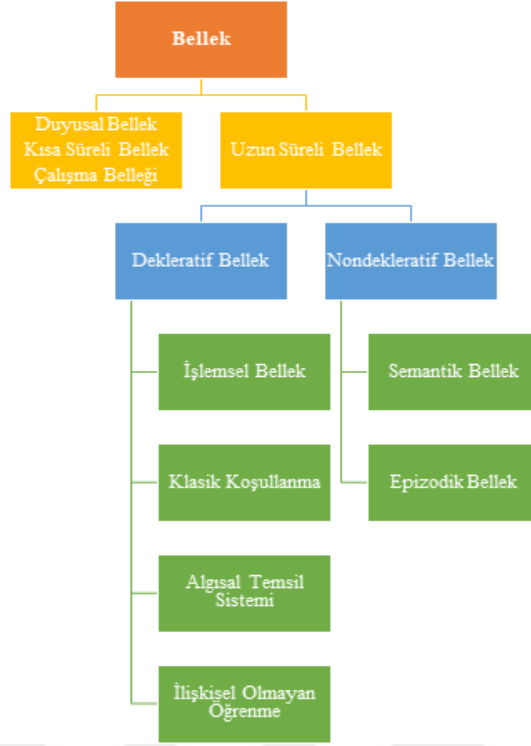 Bellek
Duyusal Bellek
Kısa Süreli Bellek
Çalışma Belleği
Uzun Süreli Bellek
Dekleratif Bellek
Nondekleratif Bellek
İşlemsel Bellek
Semantik Bellek
Klasik Koşullanma
Epizodik Bellek
Algısal Temsil
Sistemi
İlişkisel Olmayan
Öğrenme